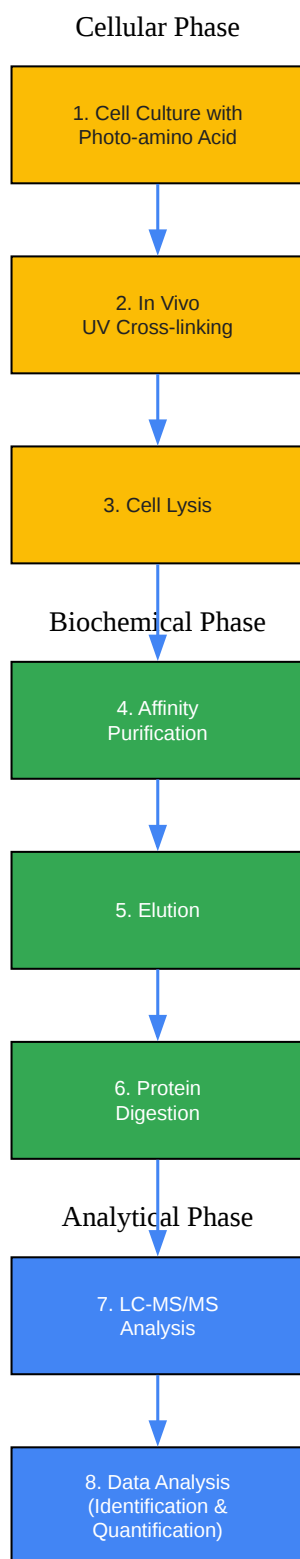 Cellular Phase
1. Cell Culture with
Photo-amino Acid
2. In Vivo
UV Cross-linking
3. Cell Lysis
Biochemical Phase
4. Affinity
Purification
5. Elution
6. Protein
Digestion
Analytical Phase
7. LC-MS/MS
Analysis
8. Data Analysis
(Identification &
Quantification)